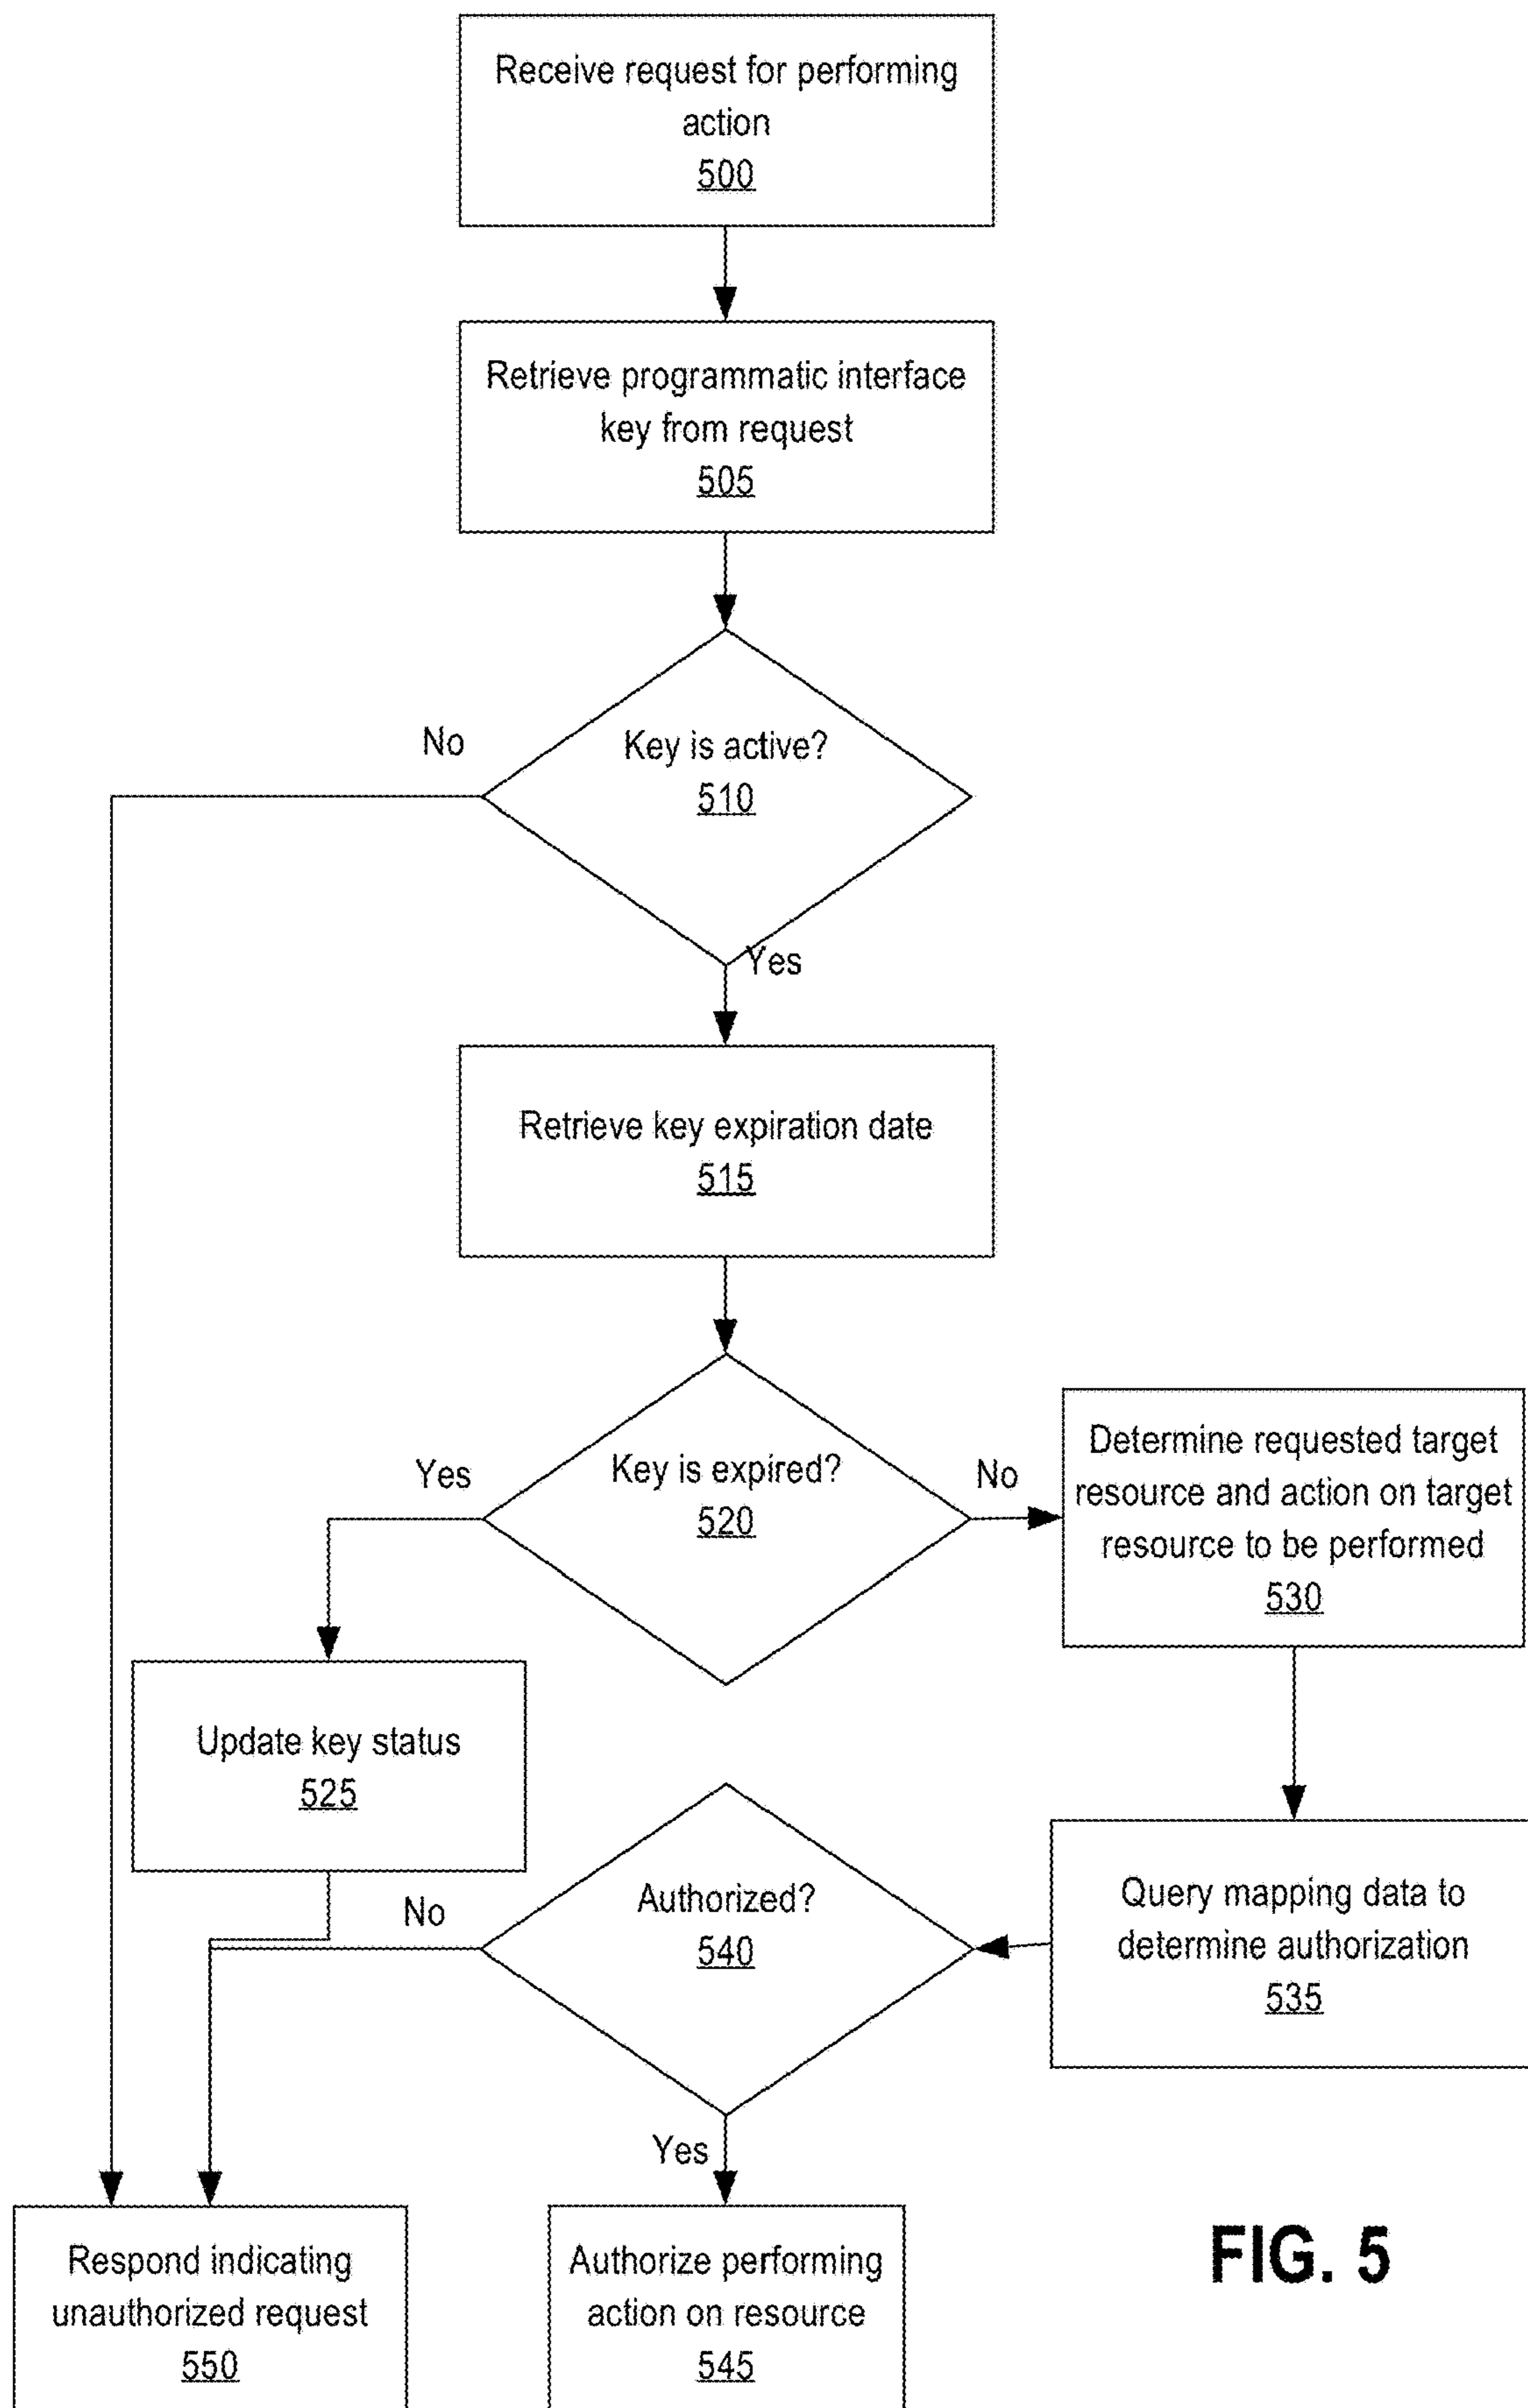 Receive request for performing
action
500
Retrieve programmatic interface
key from request
505
No
Key is active?
510
Yes
Retrieve key expiration date
515
Yes
Key is expired?
520
No
Determine requested target
resource and action on target
resource to be performed
530
Update key status
525
No
Authorized?
540
Query mapping data to
determine authorization
535
Yes
Respond indicating
unauthorized request
550
Authorize performing
action on resource
545
FIG. 5